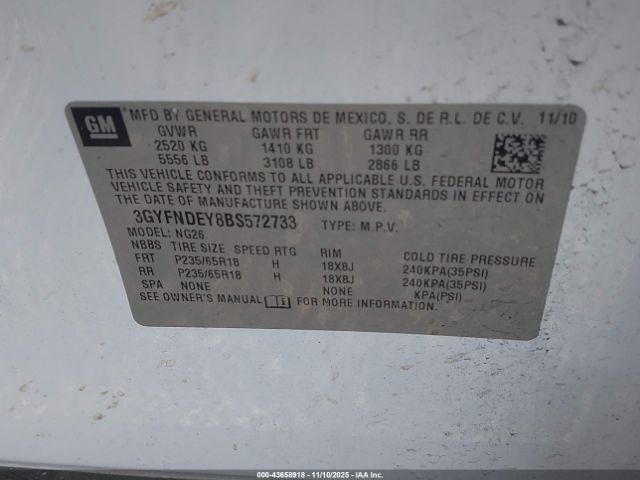 GM
MFD BY GENERAL MOTORS DE MEXICO, S. DE R.L. DE C.V. 11/10
GVWR GAWR FRT GAWR RR
2520 KG 1410 KG 1300 KG
5556 LB 3108 LB 2866 LB
THIS VEHICLE CONFORMS TO ALL APPLICABLE U.S. FEDERAL MOTOR
VEHICLE SAFETY AND THEFT PREVENTION STANDARDS IN EFFECT ON
THE DATE OF MANUFACTURE SHOWN ABOVE.
3GYFNDEY8BS572733 TYPE: M.P.V.
MODEL: NG26
NBBS TIRE SIZE SPEED RTG RIM COLD TIRE PRESSURE
FRT P235/65R18 H 18X8J 240KPA(35PSI)
RR P235/65R18 H 18X8J 240KPA(35PSI)
SPA NONE NONE KPA(PSI)
SEE OWNER'S MANUAL FOR MORE INFORMATION.
000-43658918 - 11/10/2025 - COPYRIGHT IAA, LLC